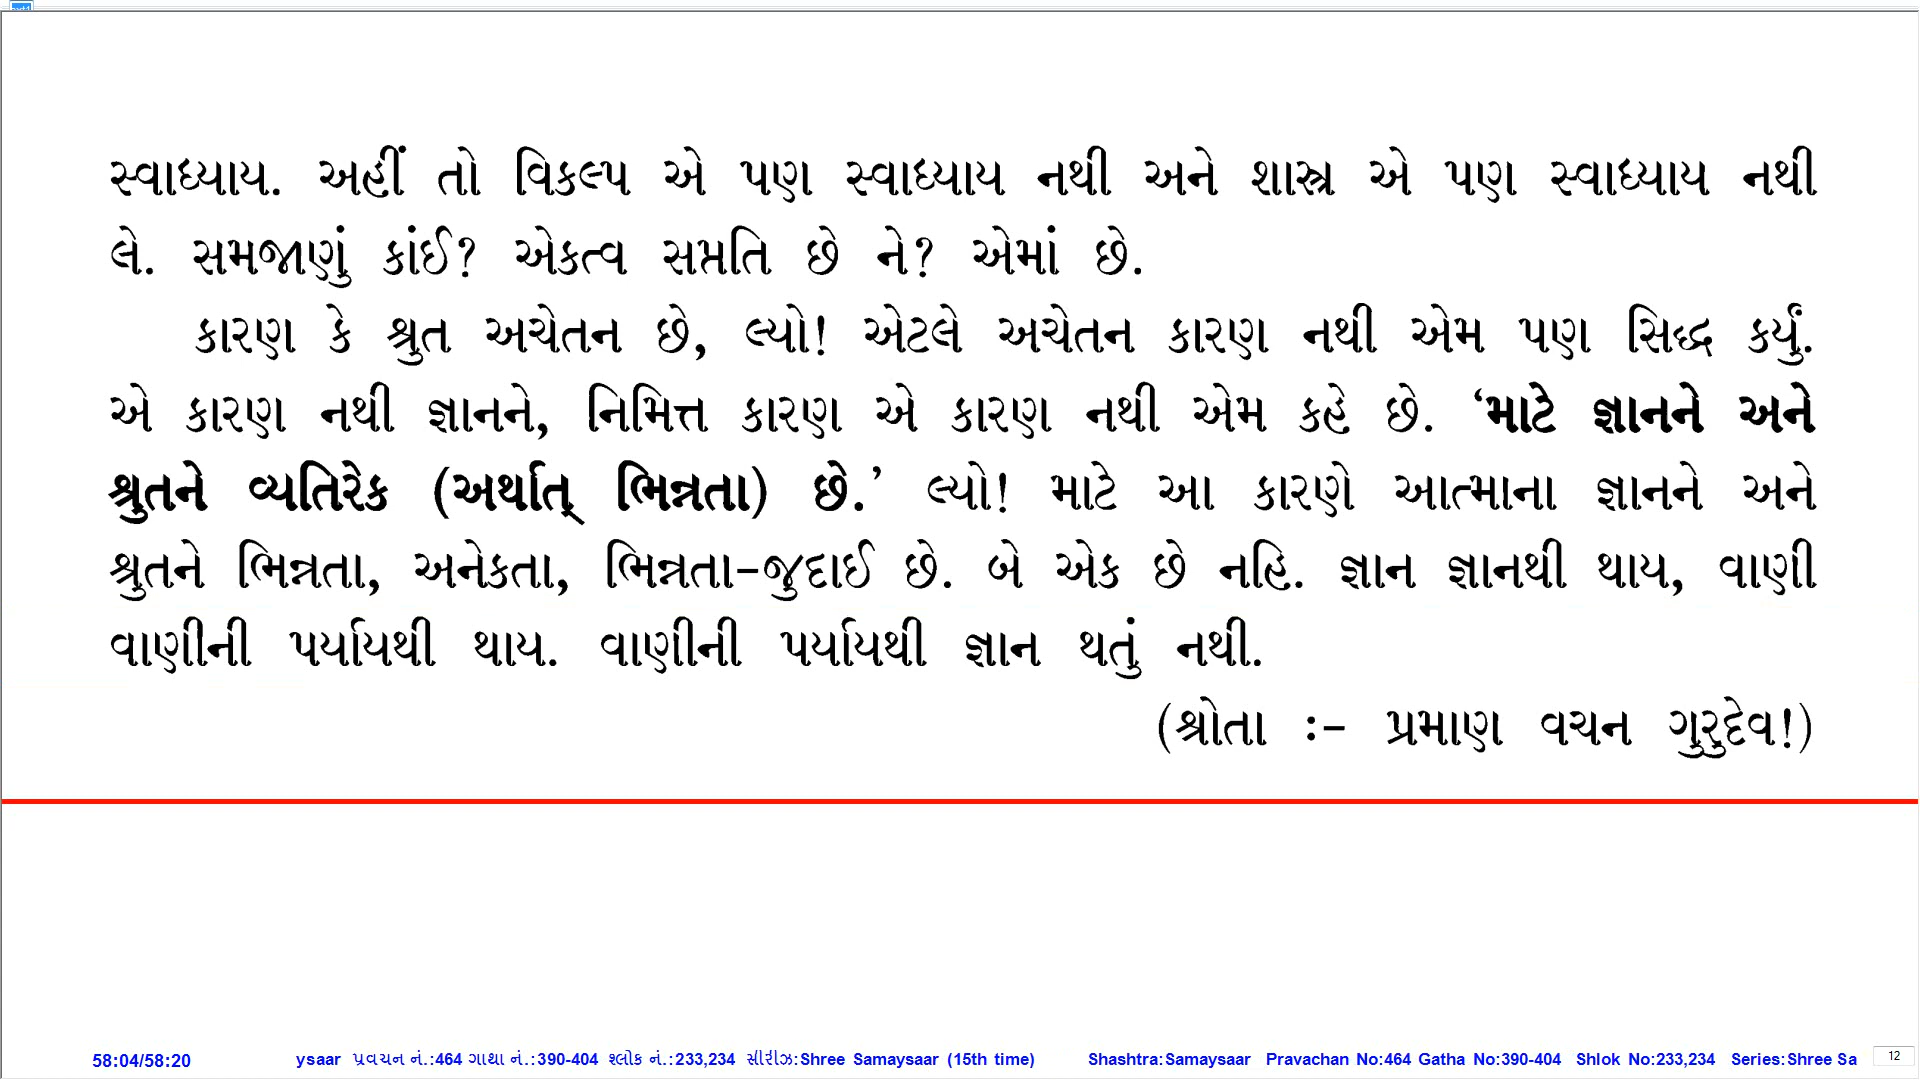 સ્વાધ્યાય. અહીં તો વિકલ્પ એ પણ સ્વાધ્યાય નથી અને શાસ્ત્ર એ પણ સ્વાધ્યાય નથી
લે. સમજાણું કાંઈ? એકત્વ સપ્તતિ છે ને? એમાં છે.
કારણ કે શ્રુત અચેતન છે, લ્યો! એટલે અચેતન કારણ નથી એમ પણ સિદ્ધ કર્યું.
એ કારણ નથી જ્ઞાનને, નિમિત્ત કારણ એ કારણ નથી એમ કહે છે. ‘માટે જ્ઞાનને અને
શ્રુતને વ્યતિરેક (અર્થાત્ ભિન્નતા) છે.’ લ્યો! માટે આ કારણે આત્માના જ્ઞાનને અને
શ્રુતને ભિન્નતા, અનેકતા, ભિન્નતા-જુદાઈ છે. બે એક છે નહિ. જ્ઞાન જ્ઞાનથી થાય, વાણી
વાણીની પર્યાયથી થાય. વાણીની પર્યાયથી જ્ઞાન થતું નથી.
(શ્રોતા :- પ્રમાણ વચન ગુરુદેવ!)
58:04/58:20 ysaar પ્રવચન નં.:464 ગાથા નં.:390-404 શ્લોક નં.:233,234 સીરીઝ:Shree Samaysaar (15th time) Shashtra:Samaysaar Pravachan No:464 Gatha No:390-404 Shlok No:233,234 Series:Shree Sa 12